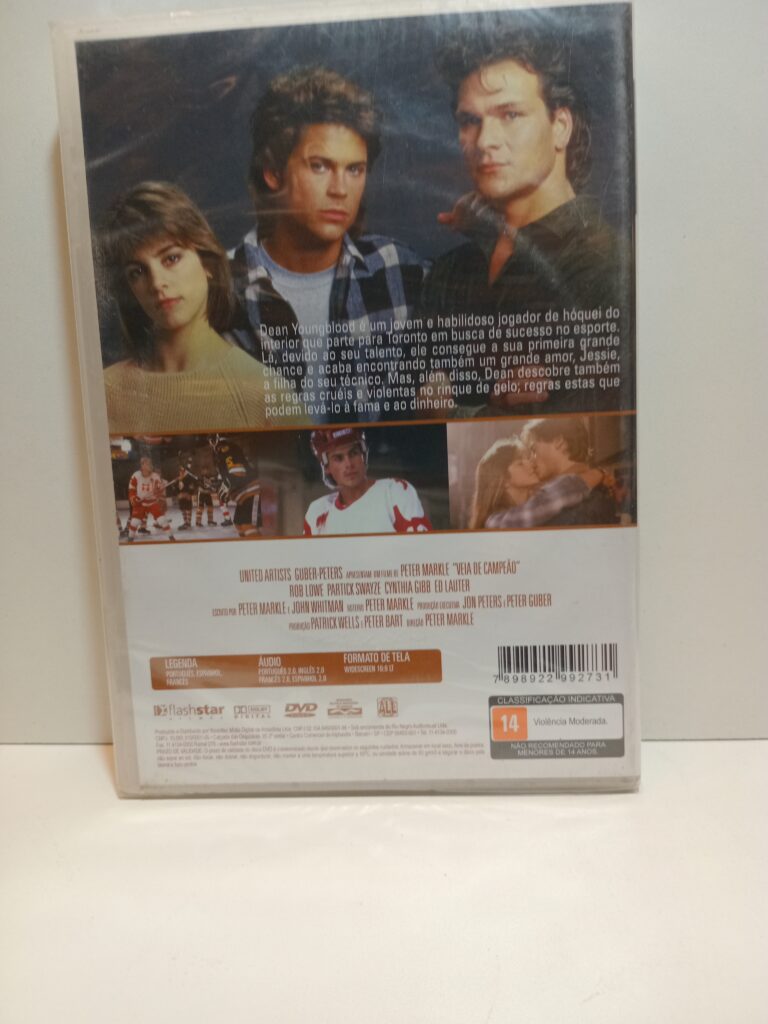 Dean Youngblood é um jovem e habilidoso jogador de hóquei do
interior que parte para Toronto em busca de sucesso no esporte.
Lá, devido ao seu talento, ele consegue a sua primeira grande
chance e acaba encontrando também um grande amor, Jessie,
a filha do seu técnico. Mas, além disso, Dean descobre também
as regras cruéis e violentas no rinque de gelo; regras estas que
podem levá-lo à fama e ao dinheiro.
UNITED ARTISTS GUBER-PETERS APRESENTAM UM FILME DE PETER MARKLE "VEIA DE CAMPEÃO"
ROB LOWE PARTICK SWAYZE CYNTHIA GIBB ED LAUTER
ESCRITO POR PETER MARKLE E JOHN WHITMAN ROTEIRO PETER MARKLE PRODUÇÃO EXECUTIVA JON PETERS E PETER GUBER
PRODUÇÃO PATRICK WELLS E PETER BART DIREÇÃO PETER MARKLE
LEGENDA
PORTUGUÊS, ESPANHOL,
FRANCÊS
ÁUDIO
PORTUGUÊS 2.0, INGLÊS 2.0
FRANCÊS 2.0, ESPANHOL 2.0
FORMATO DE TELA
WIDESCREEN 16:9 LT
7898922992731
flashstar
DOLBY
DVD
VIDEO
ALL
CLASSIFICAÇÃO INDICATIVA
14
Violência Moderada.
NÃO RECOMENDADO PARA
MENORES DE 14 ANOS